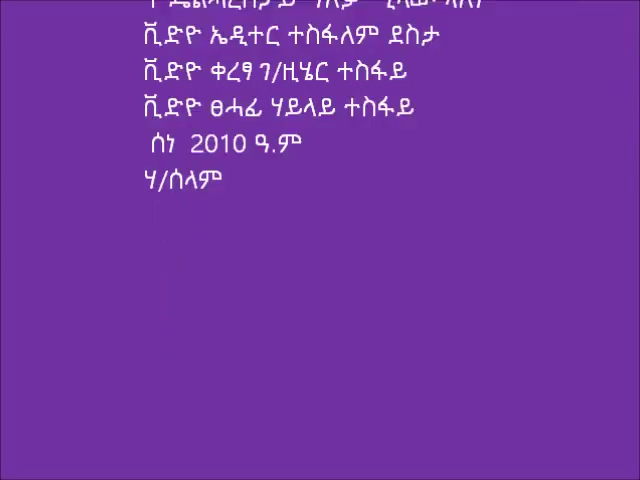 ቪድዮ ኤዲተር ተስፋለም ደስታ
ቪድዮ ቀረፃ ገ/ዚሄር ተስፋይ
ቪድዮ ፀሓፊ ሃይላይ ተስፋይ
ሰነ 2010 ዓ.ም
ሃ/ሰላም